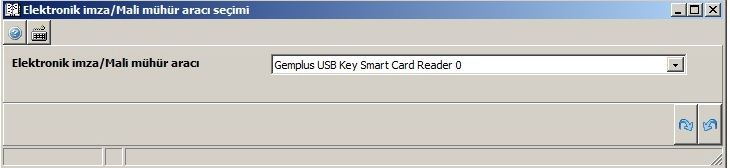 Elektronik imza/Mali mühür aracı seçimi
Elektronik imza/Mali mühür aracı
Gemplus USB Key Smart Card Reader 0